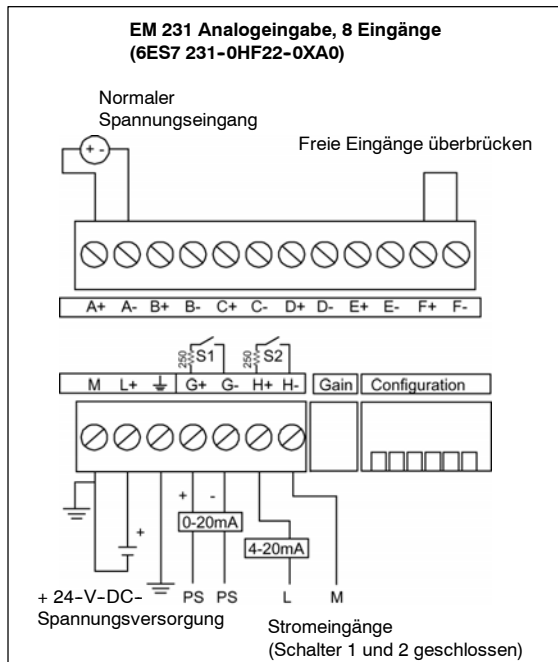 EM 231 Analogeingabe, 8 Eingänge
(6ES7 231-0HF22-0XA0)
Normaler
Spannungseingang
Freie Eingänge überbrücken
+ -
A+ A- B+ B- C+ C- D+ D- E+ E- F+ F-
250 S1 250 S2
M L+ G+ G- H+ H- Gain Configuration
+ -
+
0-20mA
4-20mA
PS PS L M
+ 24-V-DC-
Spannungsversorgung
Stromeingänge
(Schalter 1 und 2 geschlossen)